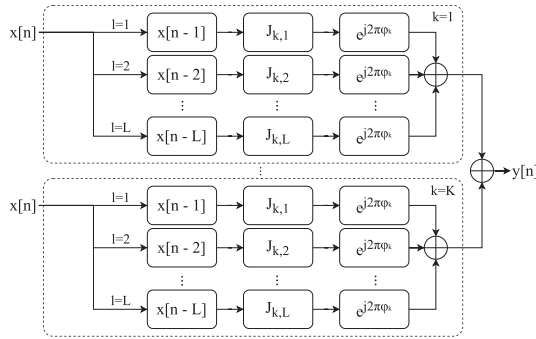 l=1 x[n - 1] J_{k,1} e^{j2πφ_k} k=1
x[n]
l=2 x[n - 2] J_{k,2} e^{j2πφ_k}
... ... ...
l=L x[n - L] J_{k,L} e^{j2πφ_k}
...
y[n]
l=1 x[n - 1] J_{k,1} e^{j2πφ_k} k=K
x[n]
l=2 x[n - 2] J_{k,2} e^{j2πφ_k}
... ... ...
l=L x[n - L] J_{k,L} e^{j2πφ_k}